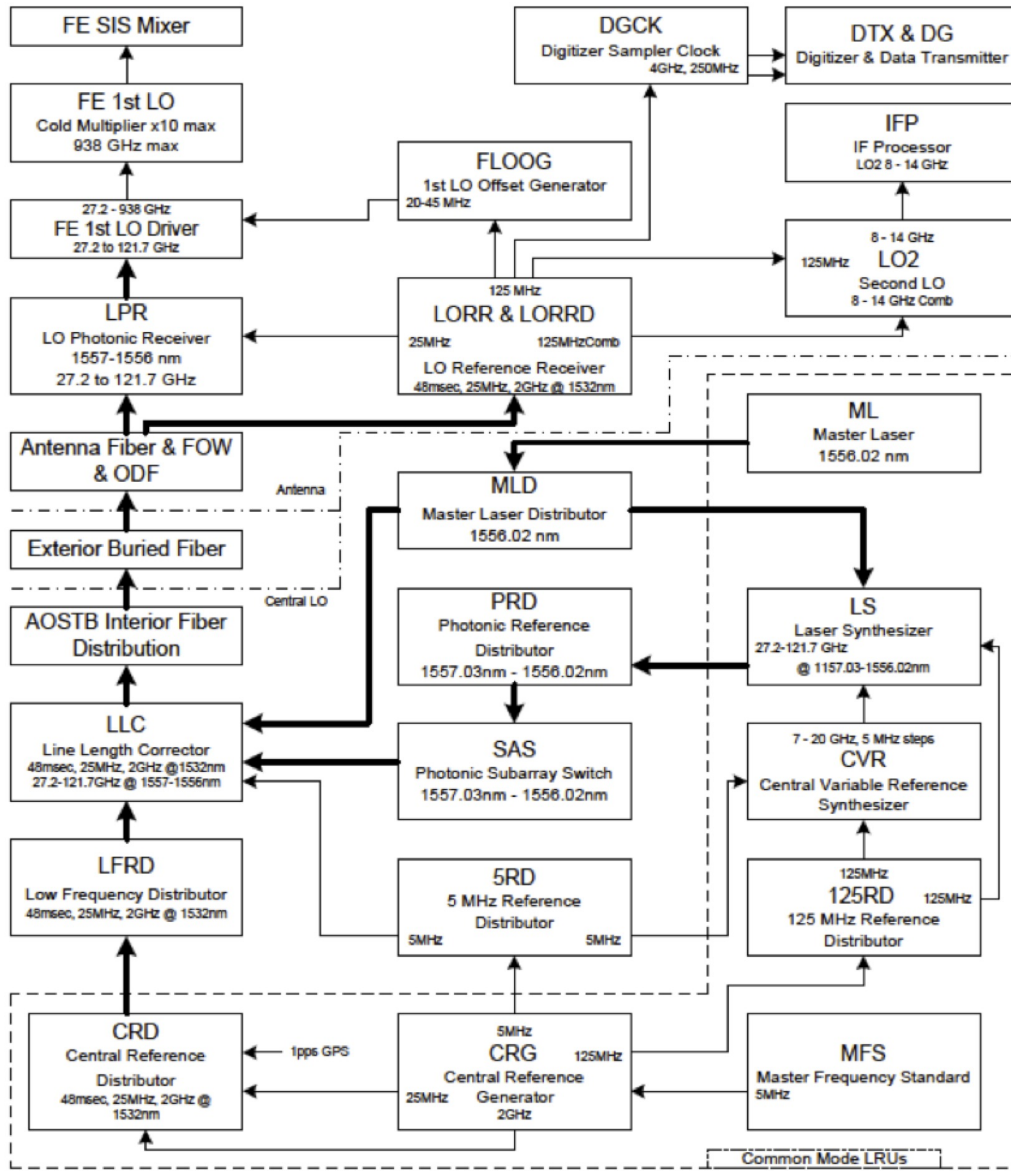 FE SIS Mixer
DGCK
Digitizer Sampler Clock
4GHz, 250MHz
DTX & DG
Digitizer & Data Transmitter
FE 1st LO
Cold Multiplier x10 max
938 GHz max
FLOOG
1st LO Offset Generator
20-45 MHz
IFP
IF Processor
LO2 8 - 14 GHz
27.2 - 938 GHz
FE 1st LO Driver
27.2 to 121.7 GHz
8 - 14 GHz
125MHz
LO2
Second LO
8 - 14 GHz Comb
LPR
LO Photonic Receiver
1557-1556 nm
27.2 to 121.7 GHz
125 MHz
LORR & LORRD
25MHz
125MHzComb
LO Reference Receiver
48msec, 25MHz, 2GHz @ 1532nm
ML
Master Laser
1556.02 nm
Antenna Fiber & FOW
& ODF
Antenna
MLD
Master Laser Distributor
1556.02 nm
Exterior Buried Fiber
Central LO
AOSTB Interior Fiber
Distribution
PRD
Photonic Reference
Distributor
1557.03nm - 1556.02nm
LS
Laser Synthesizer
27.2-121.7 GHz
@ 1157.03-1556.02nm
LLC
Line Length Corrector
48msec, 25MHz, 2GHz @1532nm
27.2-121.7GHz @ 1557-1556nm
SAS
Photonic Subarray Switch
1557.03nm - 1556.02nm
7 - 20 GHz, 5 MHz steps
CVR
Central Variable Reference
Synthesizer
LFRD
Low Frequency Distributor
48msec, 25MHz, 2GHz @ 1532nm
5RD
5 MHz Reference
Distributor
5MHz
5MHz
125MHz
125RD
125MHz
125 MHz Reference
Distributor
CRD
Central Reference
Distributor
48msec, 25MHz, 2GHz @
1532nm
1pps GPS
5MHz
CRG
125MHz
Central Reference
25MHz
Generator
2GHz
MFS
Master Frequency Standard
5MHz
Common Mode LRUs